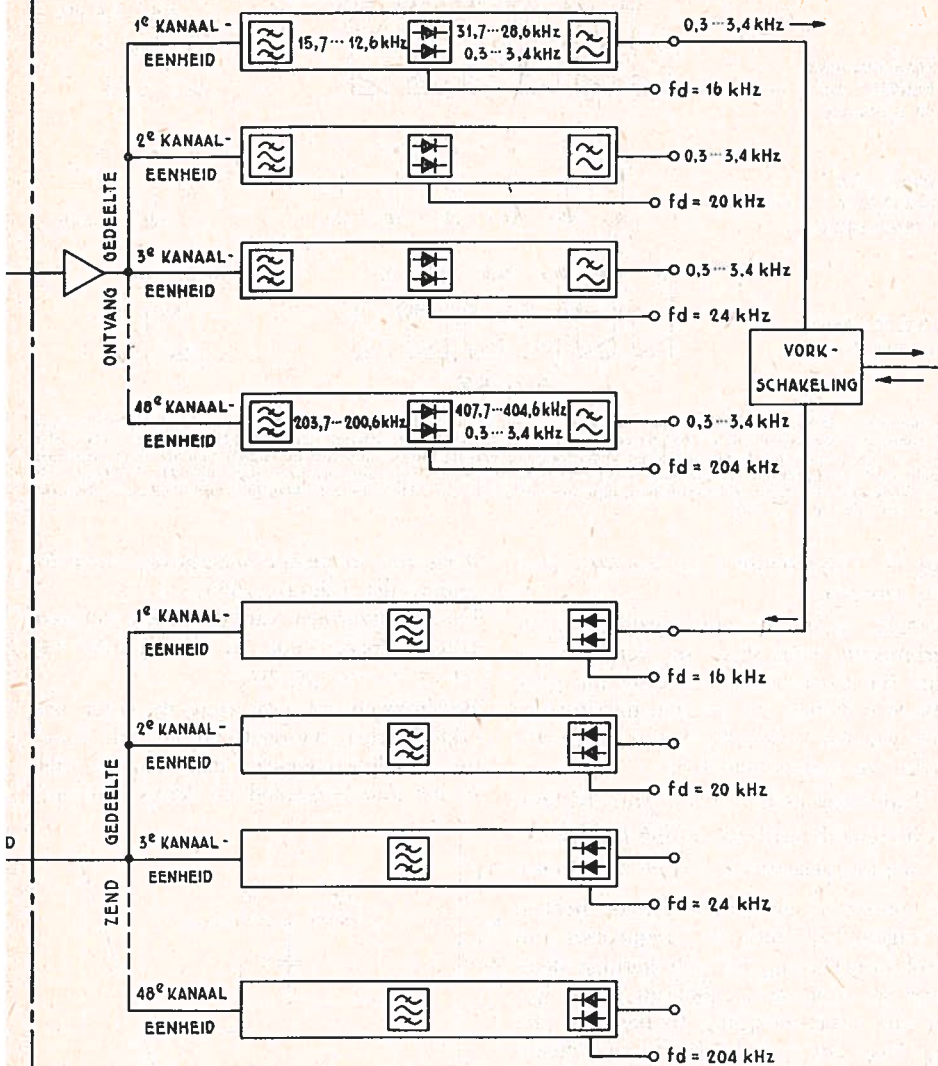 1e KANAAL-
EENHEID
15,7 ··· 12,6 kHz
31,7 ··· 28,6 kHz
0,3 ··· 3,4 kHz
0,3 ··· 3,4 kHz
fd = 16 kHz
2e KANAAL-
EENHEID
0,3 ··· 3,4 kHz
fd = 20 kHz
ONTVANG GEDEELTE
3e KANAAL-
EENHEID
0,3 ··· 3,4 kHz
fd = 24 kHz
VORK-
SCHAKELING
48e KANAAL-
EENHEID
203,7 ··· 200,6 kHz
407,7 ··· 404,6 kHz
0,3 ··· 3,4 kHz
0,3 ··· 3,4 kHz
fd = 204 kHz
1e KANAAL-
EENHEID
fd = 16 kHz
2e KANAAL-
EENHEID
fd = 20 kHz
ZEND GEDEELTE
D
3e KANAAL-
EENHEID
fd = 24 kHz
48e KANAAL
EENHEID
fd = 204 kHz